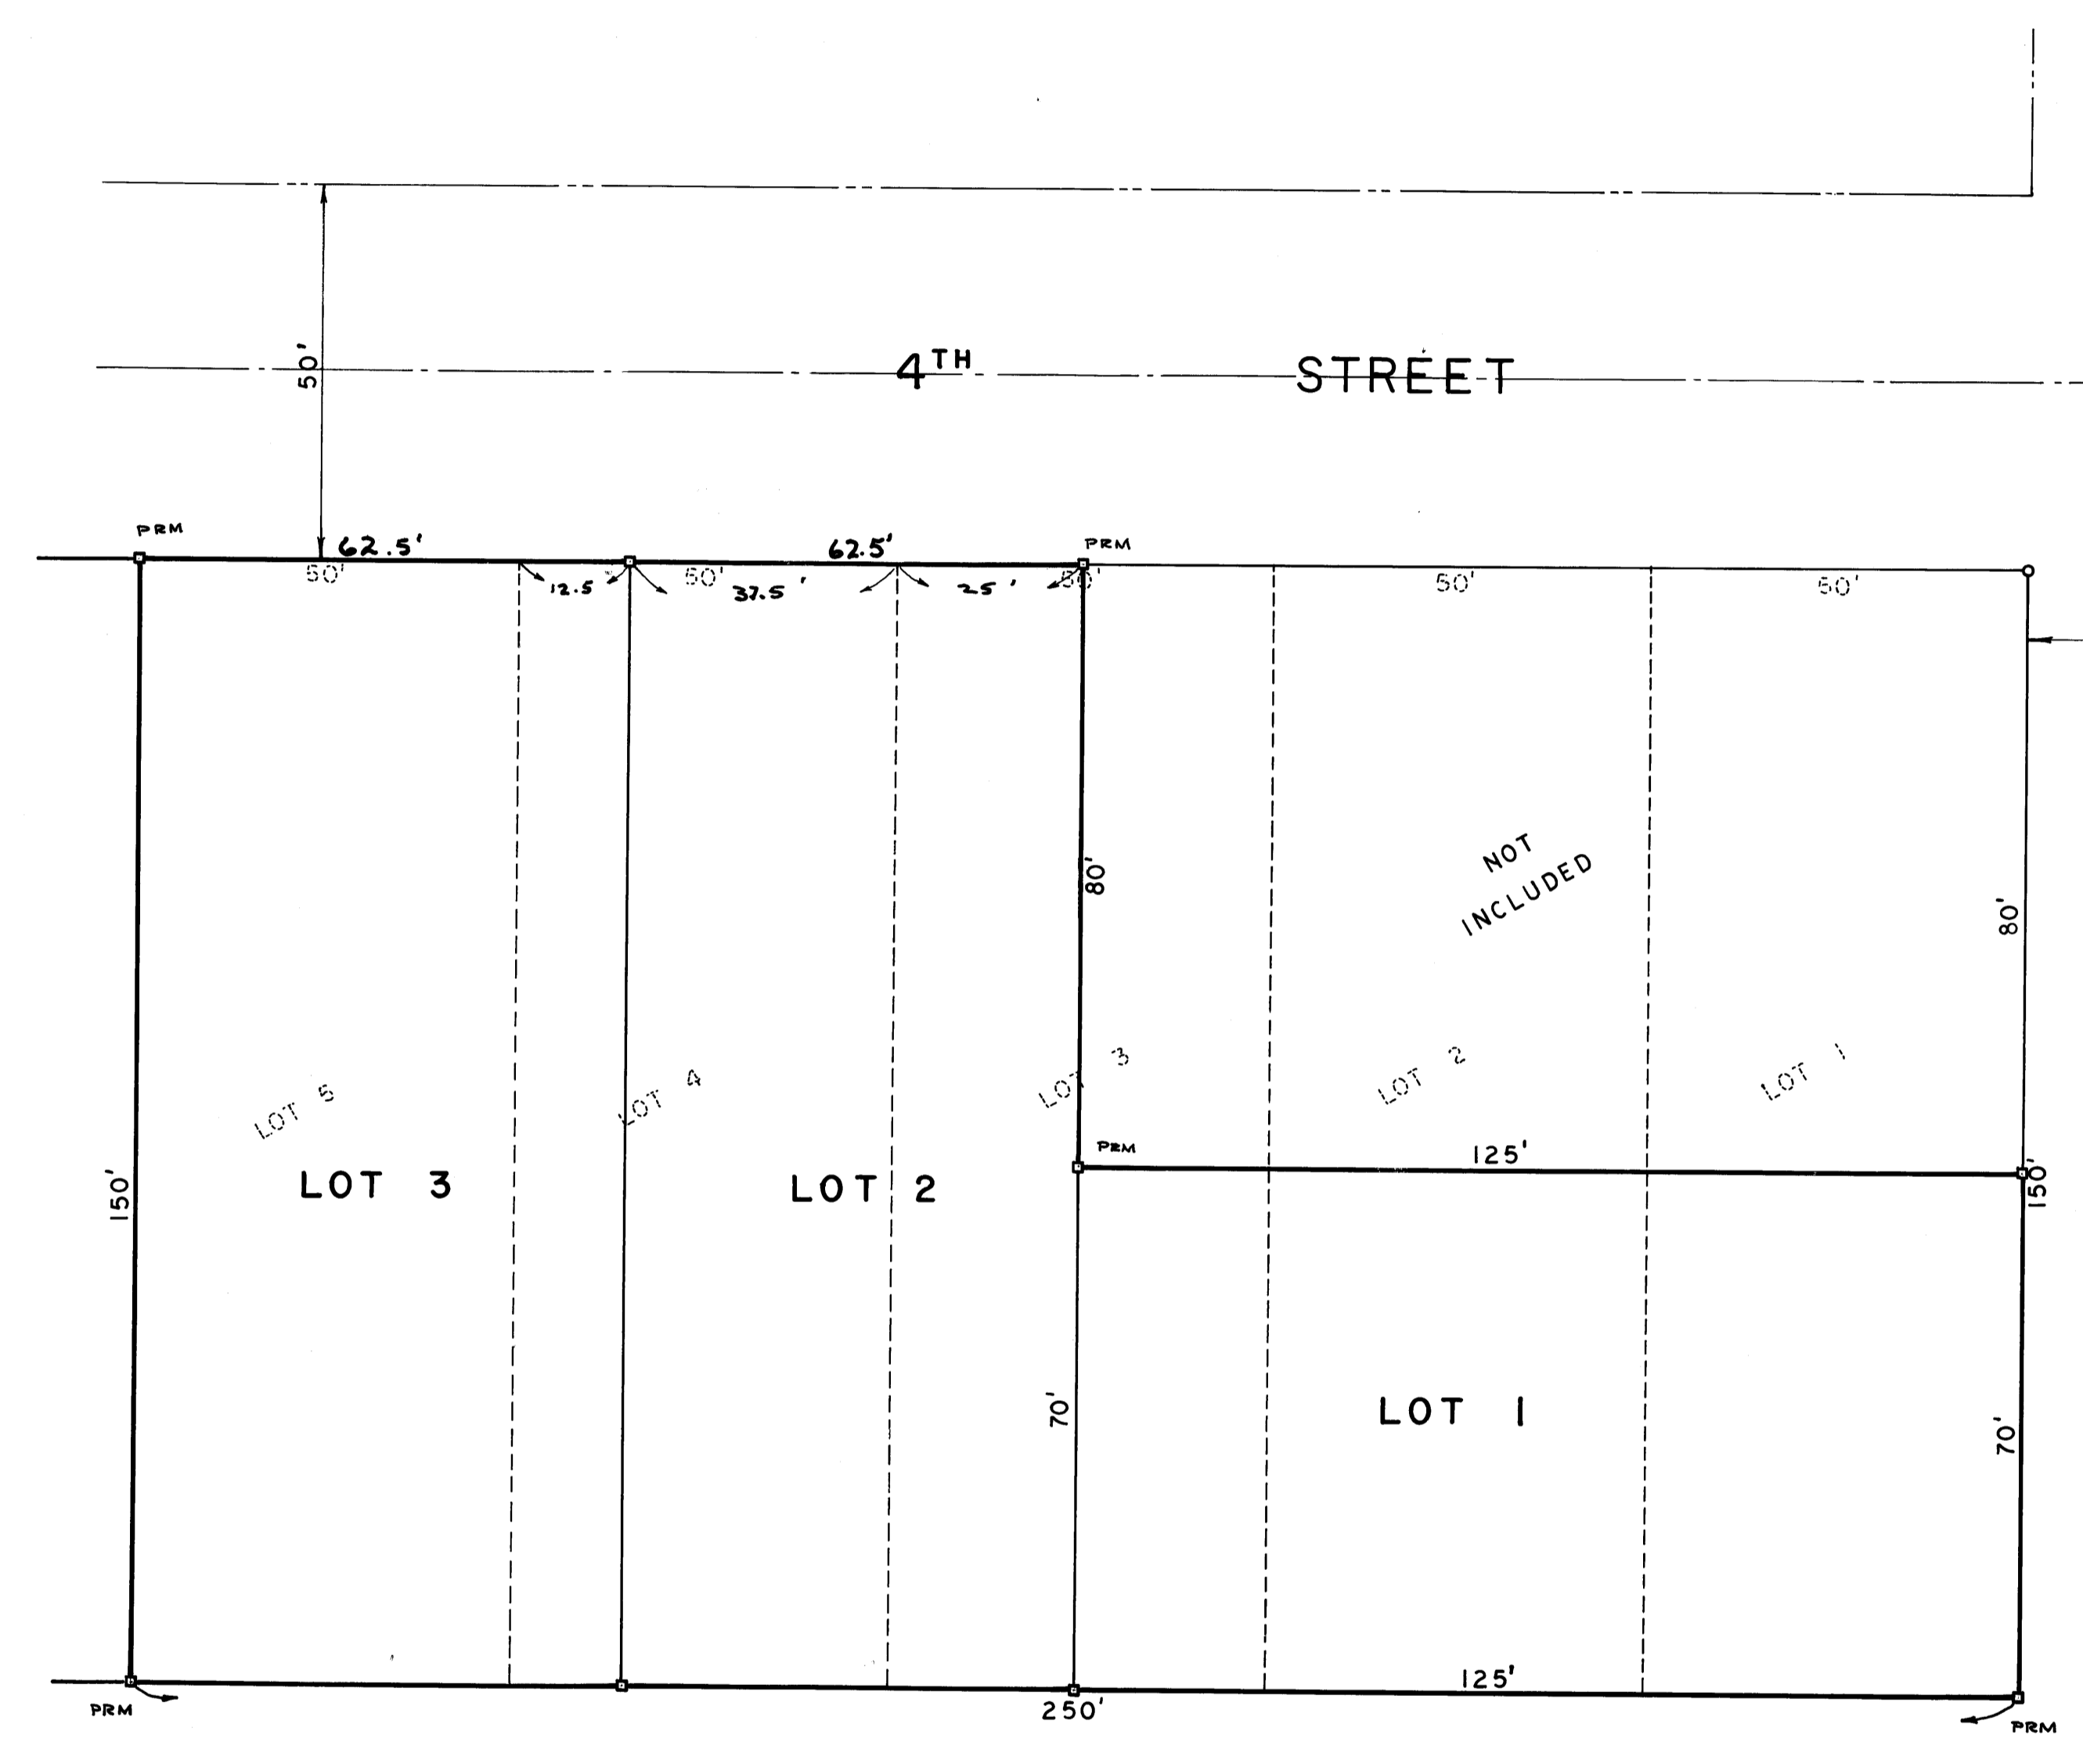 50'
4TH STREET
PRM
62.5'
62.5'
PRM
50'
12.5
50'
37.5'
25'
50'
50'
50'
80'
NOT
INCLUDED
80'
LOT 5
LOT 4
LOT 3
LOT 2
LOT 1
PRM
125'
150'
LOT 3
LOT 2
150'
70'
LOT 1
70'
125'
250'
PRM
PRM